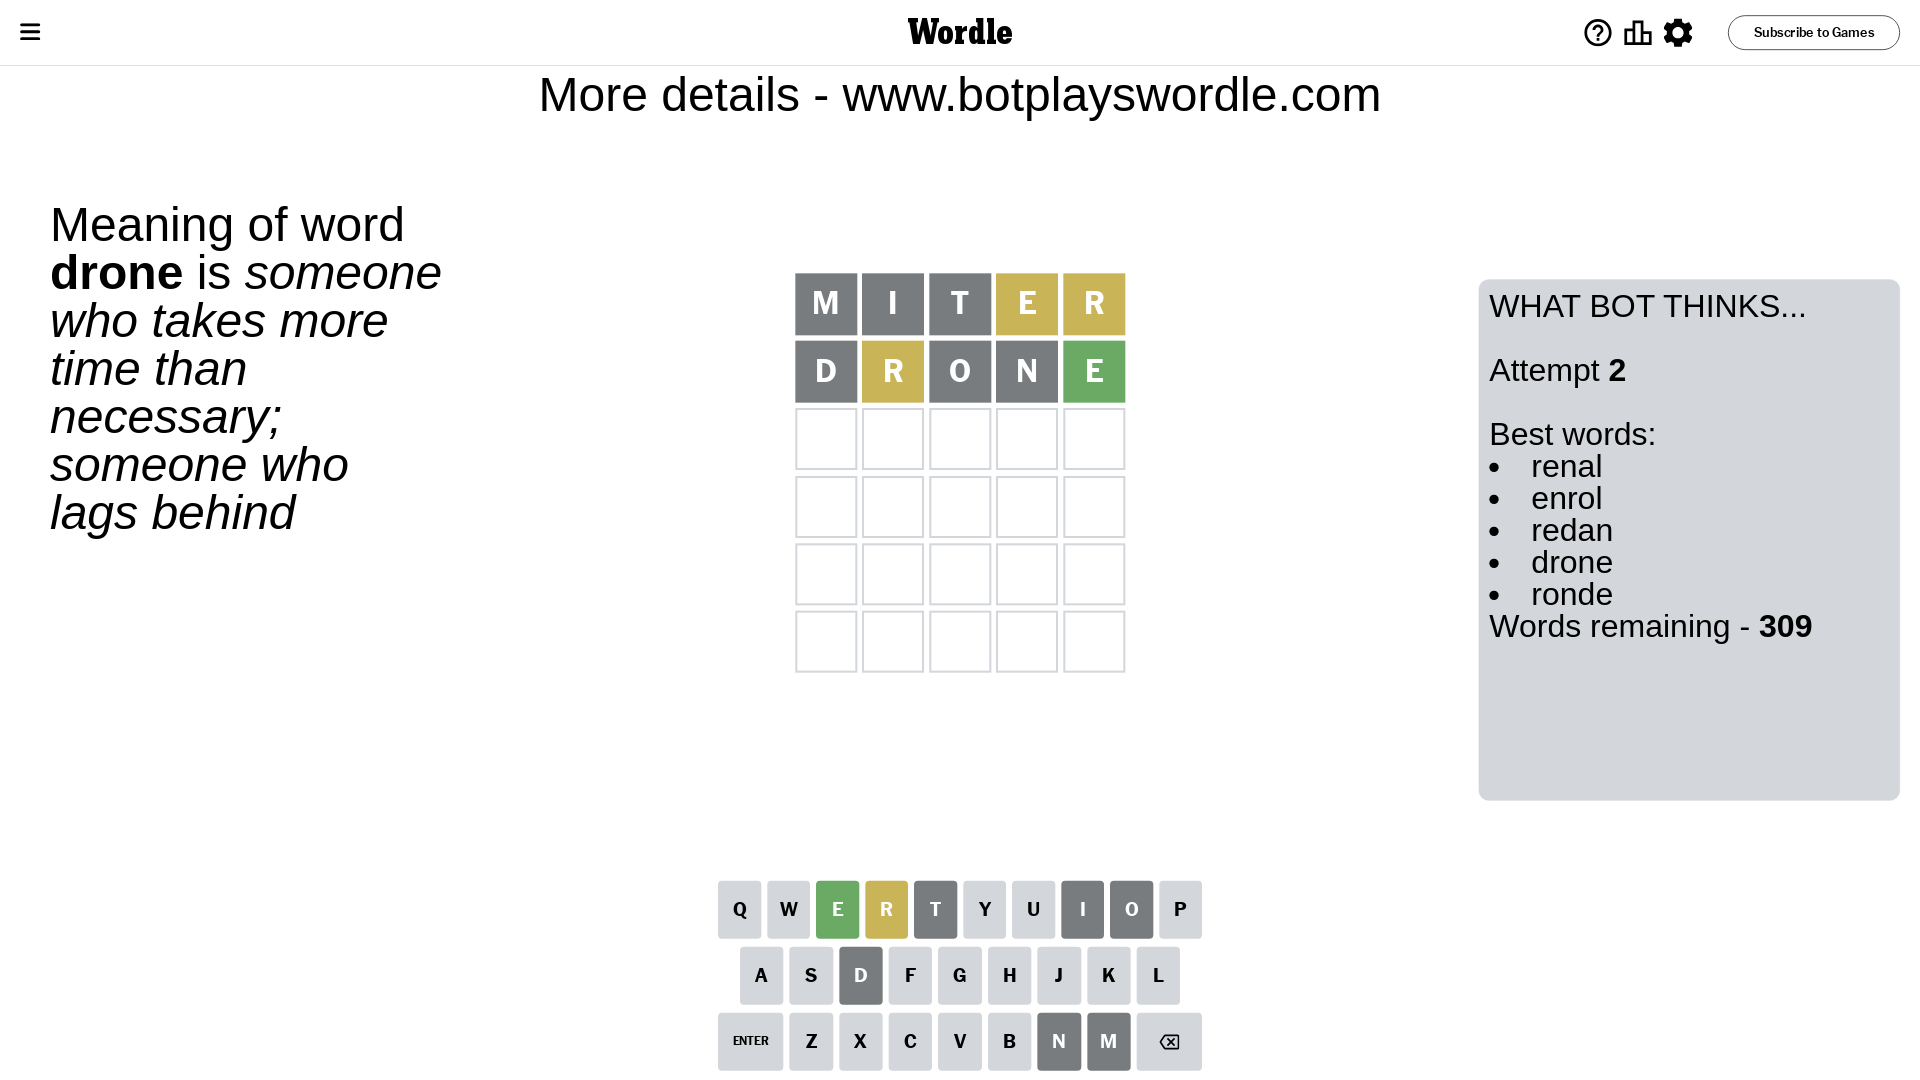 Wordle
Subscribe to Games
More details - www.botplayswordle.com
Meaning of word
drone is someone
who takes more
time than
necessary;
someone who
lags behind
M I T E R
D R O N E
WHAT BOT THINKS...
Attempt 2
Best words:
• renal
• enrol
• redan
• drone
• ronde
Words remaining - 309
Q W E R T Y U I O P
A S D F G H J K L
ENTER Z X C V B N M